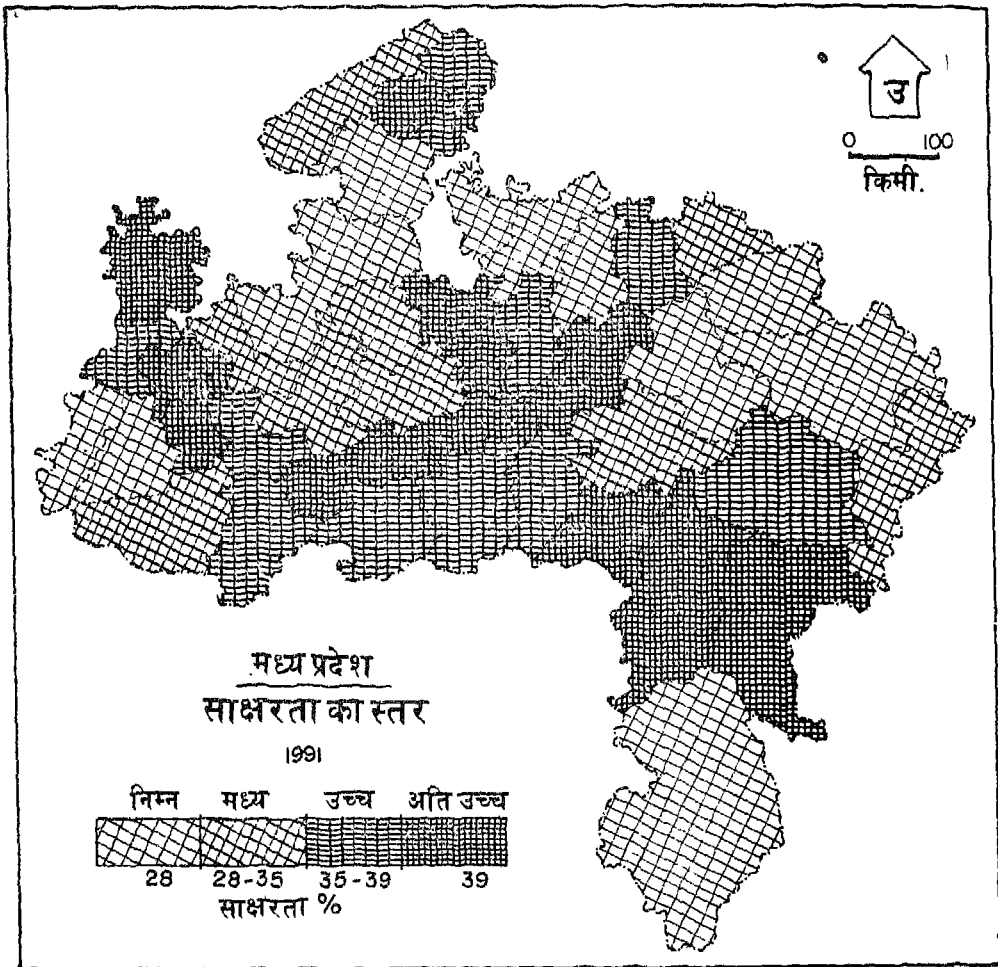 उ
0 100
किमी.
मध्य प्रदेश
साक्षरता का स्तर
1991
निम्न मध्य उच्च अति उच्च
28 28-35 35-39 39
साक्षरता %